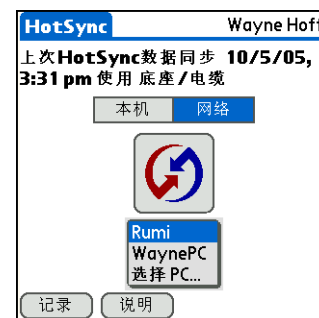 HotSync Wayne Hoff
上次HotSync数据同步 10/5/05,
3:31 pm 使用 底座/电缆
本机 网络
Rumi
WaynePC
选择 PC...
记录 说明